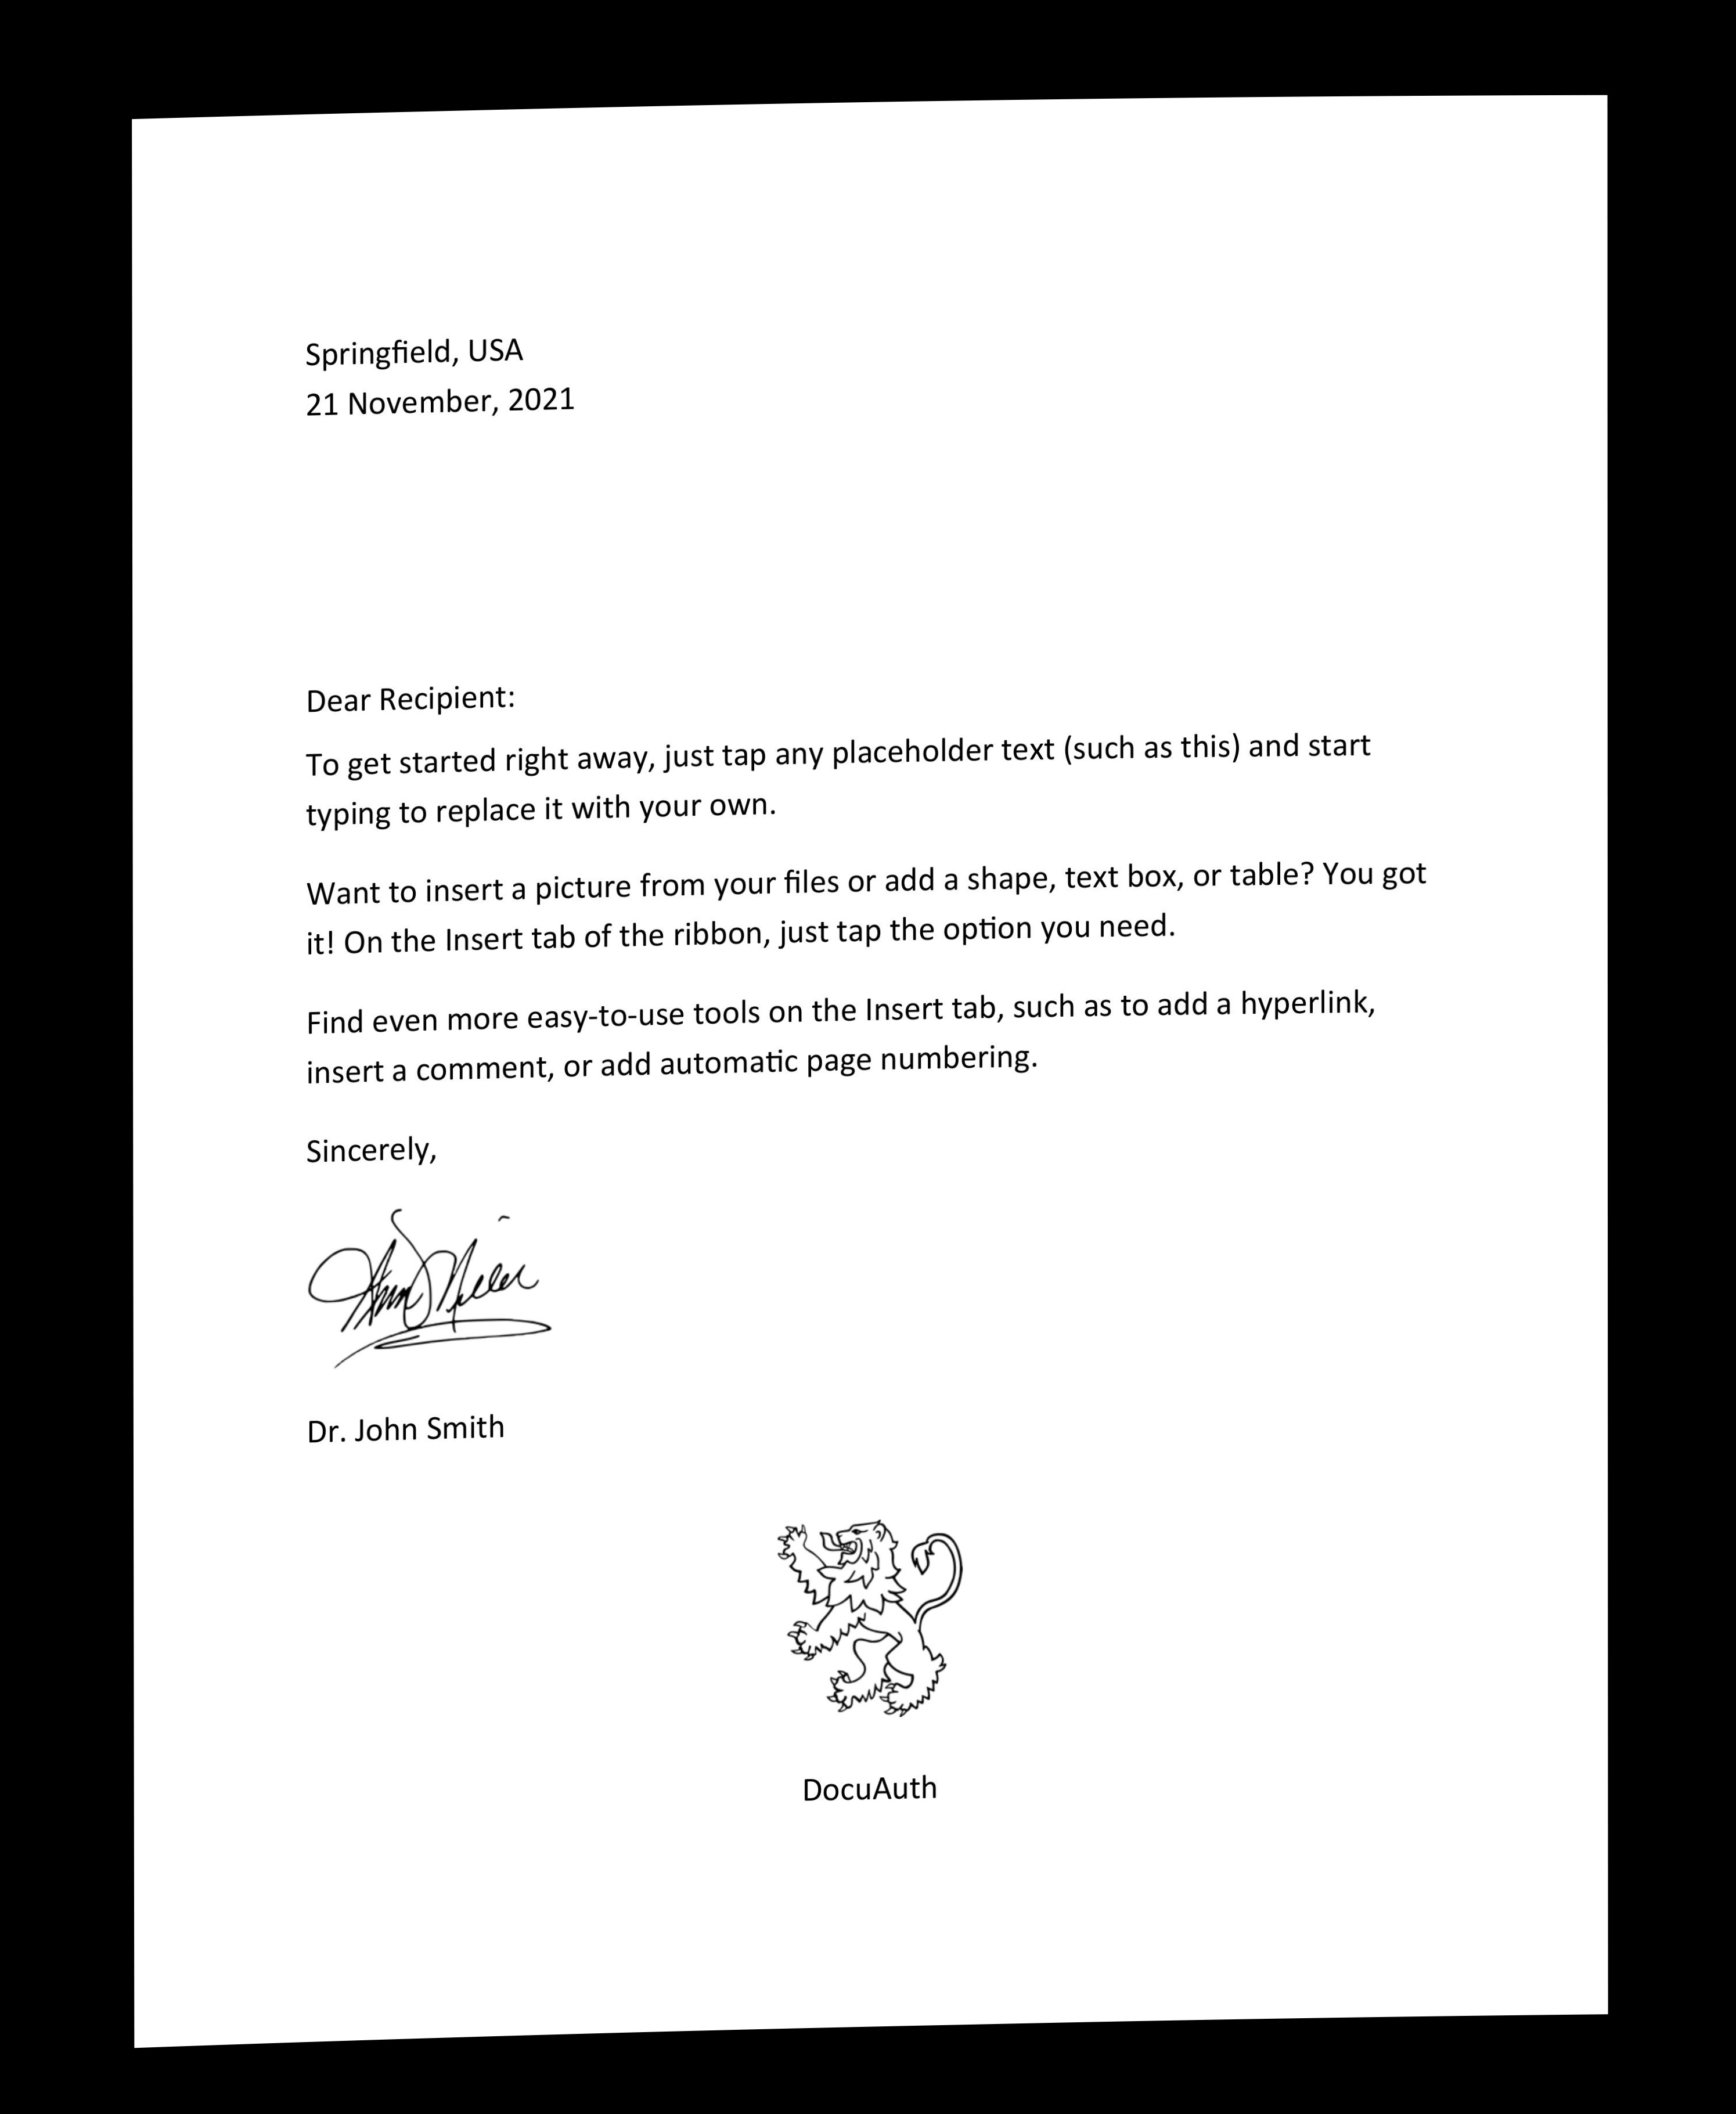 Springfield, USA
21 November, 2021
Dear Recipient:
To get started right away, just tap any placeholder text (such as this) and start
typing to replace it with your own.
Want to insert a picture from your files or add a shape, text box, or table? You got
it! On the Insert tab of the ribbon, just tap the option you need.
Find even more easy-to-use tools on the Insert tab, such as to add a hyperlink,
insert a comment, or add automatic page numbering.
Sincerely,
Dr. John Smith
DocuAuth